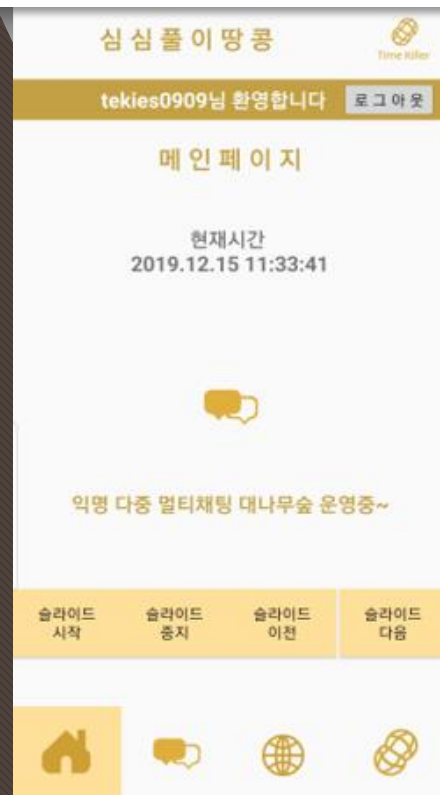 심심풀이땅콩
Time Killer
tekies0909님 환영합니다
로그아웃
메인페이지
현재시간
2019.12.15 11:33:41
익명 다중 멀티채팅 대나무숲 운영중~
슬라이드
시작
슬라이드
중지
슬라이드
이전
슬라이드
다음